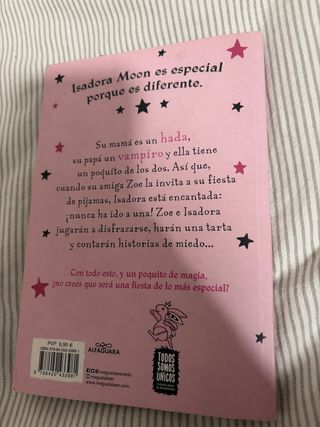 Isadora Moon es especial
porque es diferente.
Su mamá es un hada,
su papá un vampiro y ella tiene
un poquito de los dos. Así que,
cuando su amiga Zoe la invita a su fiesta
de pijamas, Isadora está encantada:
¡nunca ha ido a una! Zoe e Isadora
jugarán a disfrazarse, harán una tarta
y contarán historias de miedo...
Con todo esto, y un poquito de magia,
¿no crees que será una fiesta de lo más especial?
PVP 9,95 €
ALFAGUARA
megustaleerkids
@megustaleer
www.megustaleer.com
TODOS
SOMOS
ÚNICOS